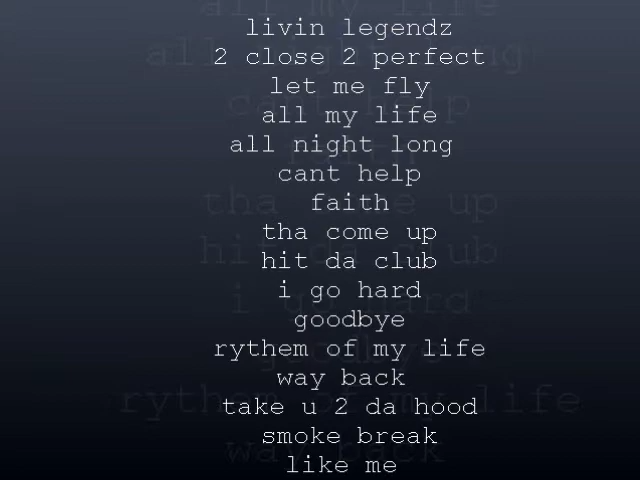 livin legendz
2 close 2 perfect
let me fly
all my life
all night long
cant help
faith
tha come up
hit da club
i go hard
goodbye
rythem of my life
way back
take u 2 da hood
smoke break
like me